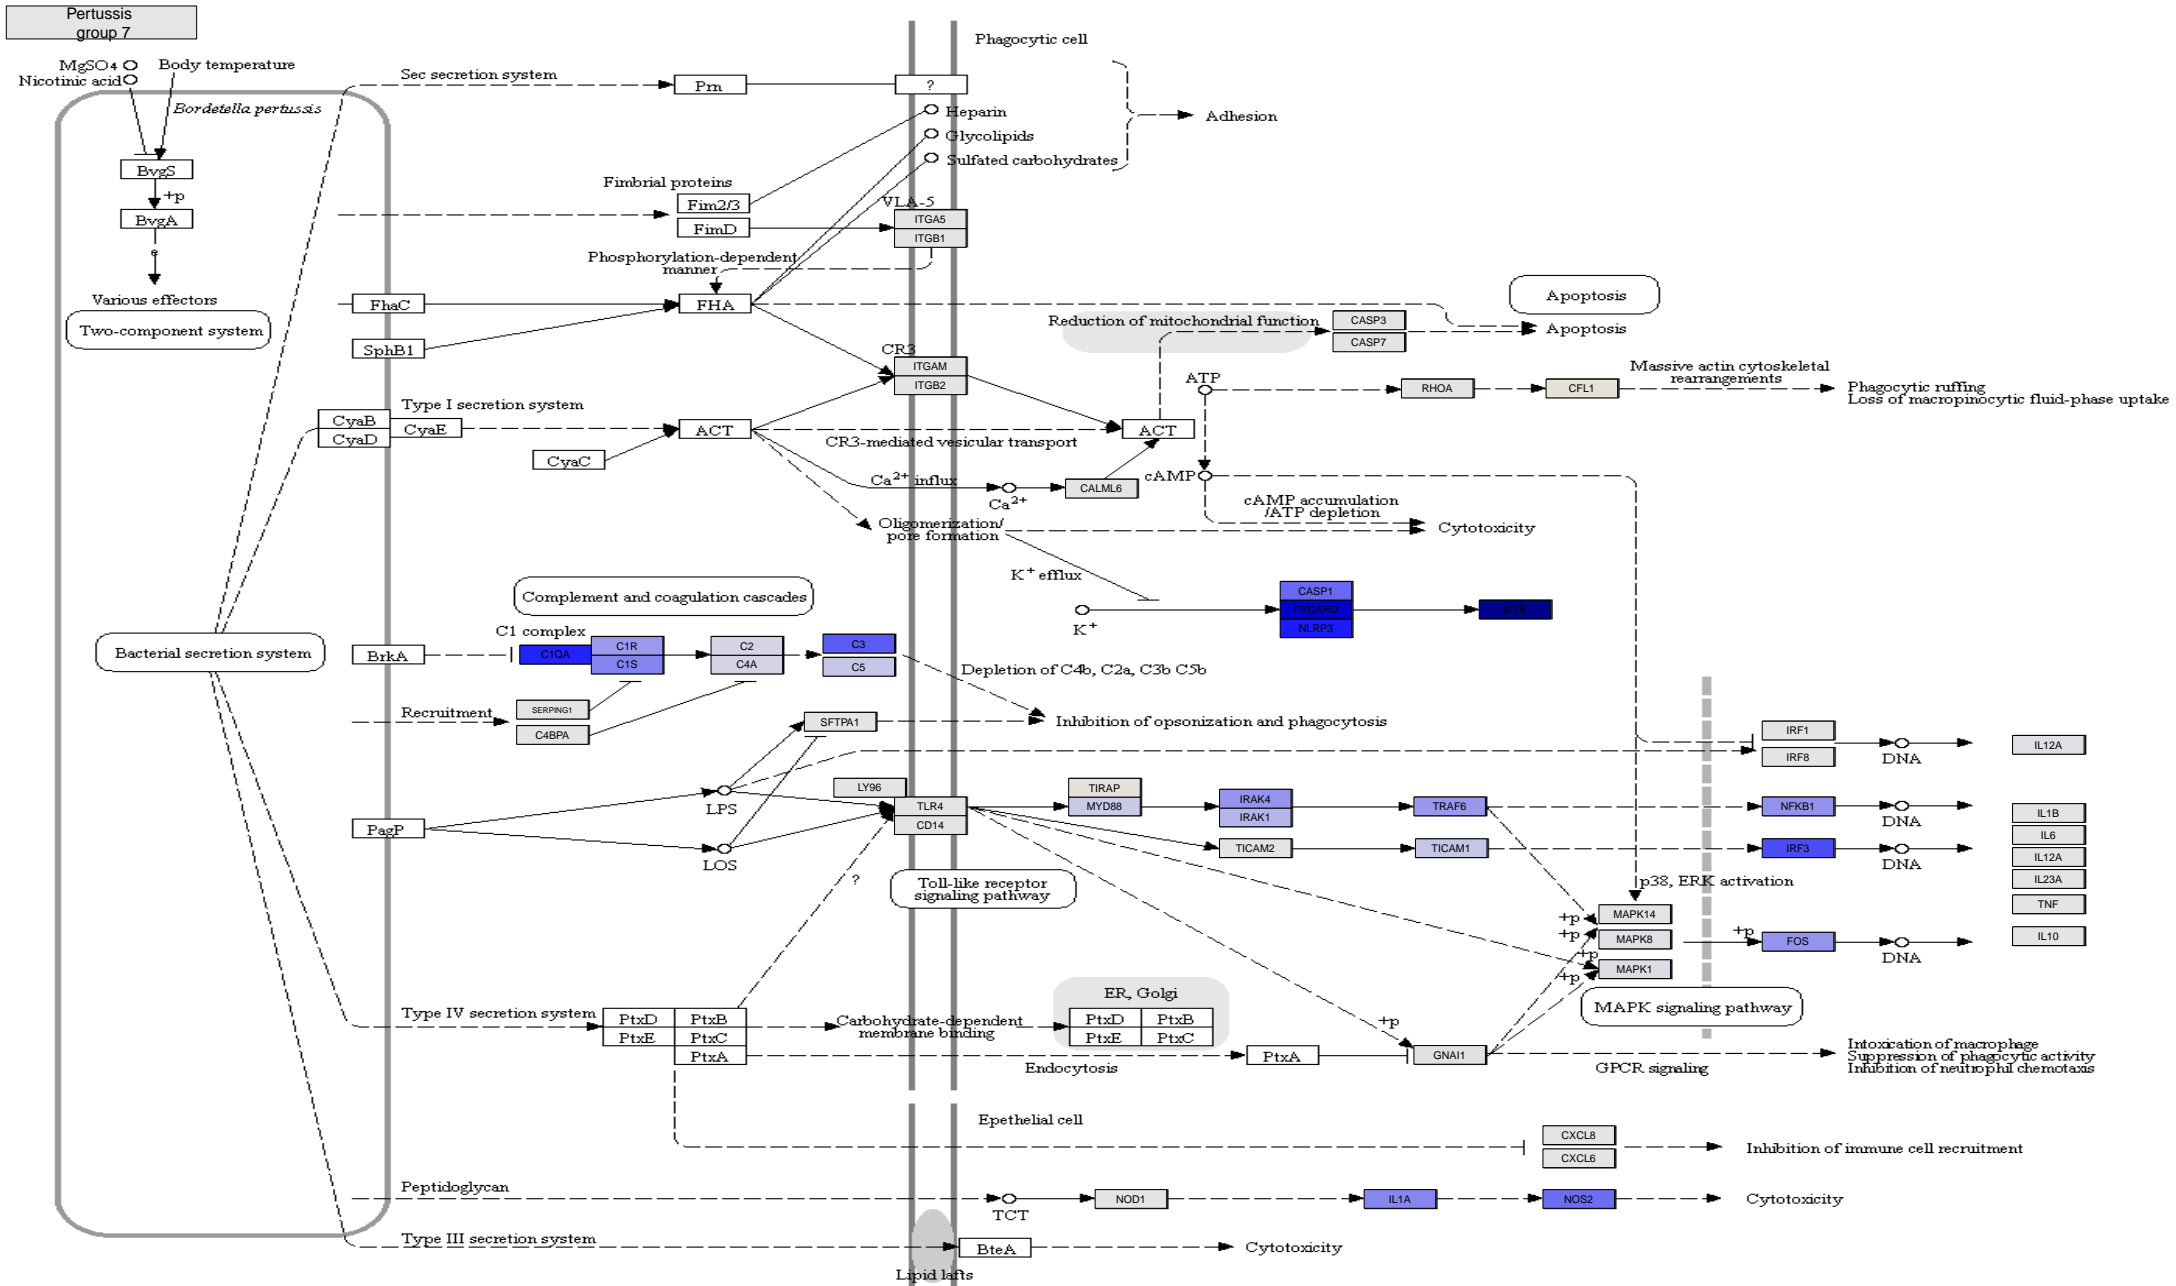 Pertussis
group 7
MgSO4
Nicotinic acid
Body temperature
Bordetella pertussis
BvgS
+p
BvgA
e
Various effectors
Two-component system
Bacterial secretion system
Sec secretion system
Prn
?
Phagocytic cell
Heparin
Glycolipids
Sulfated carbohydrates
Adhesion
Fimbrial proteins
Fim2/3
FimD
VLA-5
ITGA5
ITGB1
Phosphorylation-dependent
manner
FhaC
FHA
SphB1
Apoptosis
Reduction of mitochondrial function
CASP3
CASP7
Apoptosis
CR3
ITGAM
ITGB2
ATP
RHOA
CFL1
Massive actin cytoskeletal
rearrangements
Phagocytic ruffing
Loss of macropinocytic fluid-phase uptake
Type I secretion system
CyaB
CyaD
CyaE
CyaC
ACT
CR3-mediated vesicular transport
ACT
Ca2+ influx
Ca2+
CALML6
cAMP
cAMP accumulation
/ATP depletion
Cytotoxicity
Oligomerization/
pore formation
K+ efflux
K+
CASP1
PYCARD
NLRP3
IL1B
Complement and coagulation cascades
C1 complex
BrkA
C1QA
C1R
C1S
C2
C4A
C3
C5
Depletion of C4b, C2a, C3b C5b
Recruitment
SERPING1
C4BPA
SFTPA1
Inhibition of opsonization and phagocytosis
IRF1
IRF8
DNA
IL12A
LPS
LY96
TLR4
CD14
TIRAP
MYD88
IRAK4
IRAK1
TRAF6
NFKB1
DNA
PagP
LOS
TICAM2
TICAM1
IRF3
DNA
IL1B
IL6
IL12A
IL23A
TNF
IL10
?
Toll-like receptor
signaling pathway
p38, ERK activation
+p
+p
+p
+p
MAPK14
MAPK8
MAPK1
+p
FOS
DNA
MAPK signaling pathway
Type IV secretion system
PtxD
PtxB
PtxE
PtxC
PtxA
Carbohydrate-dependent
membrane binding
ER, Golgi
PtxD
PtxB
PtxE
PtxC
Endocytosis
PtxA
+p
GNAI1
GPCR signaling
Intoxication of macrophage
Suppression of phagocytic activity
Inhibition of neutrophil chemotaxis
Epethelial cell
CXCL8
CXCL6
Inhibition of immune cell recruitment
Peptidoglycan
TCT
NOD1
IL1A
NOS2
Cytotoxicity
Type III secretion system
BteA
Cytotoxicity
Lipid lafts